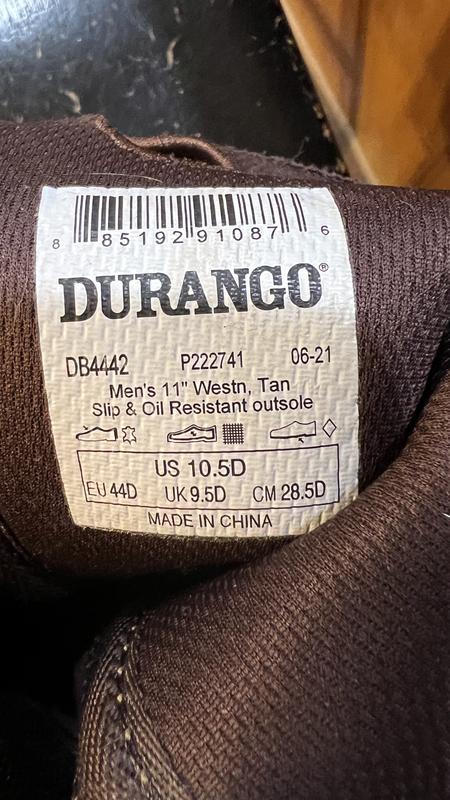 8 85192 91087 6
DURANGO®
DB4442 P222741 06-21
Men's 11" Westn, Tan
Slip & Oil Resistant outsole
US 10.5D
EU 44D UK 9.5D CM 28.5D
MADE IN CHINA